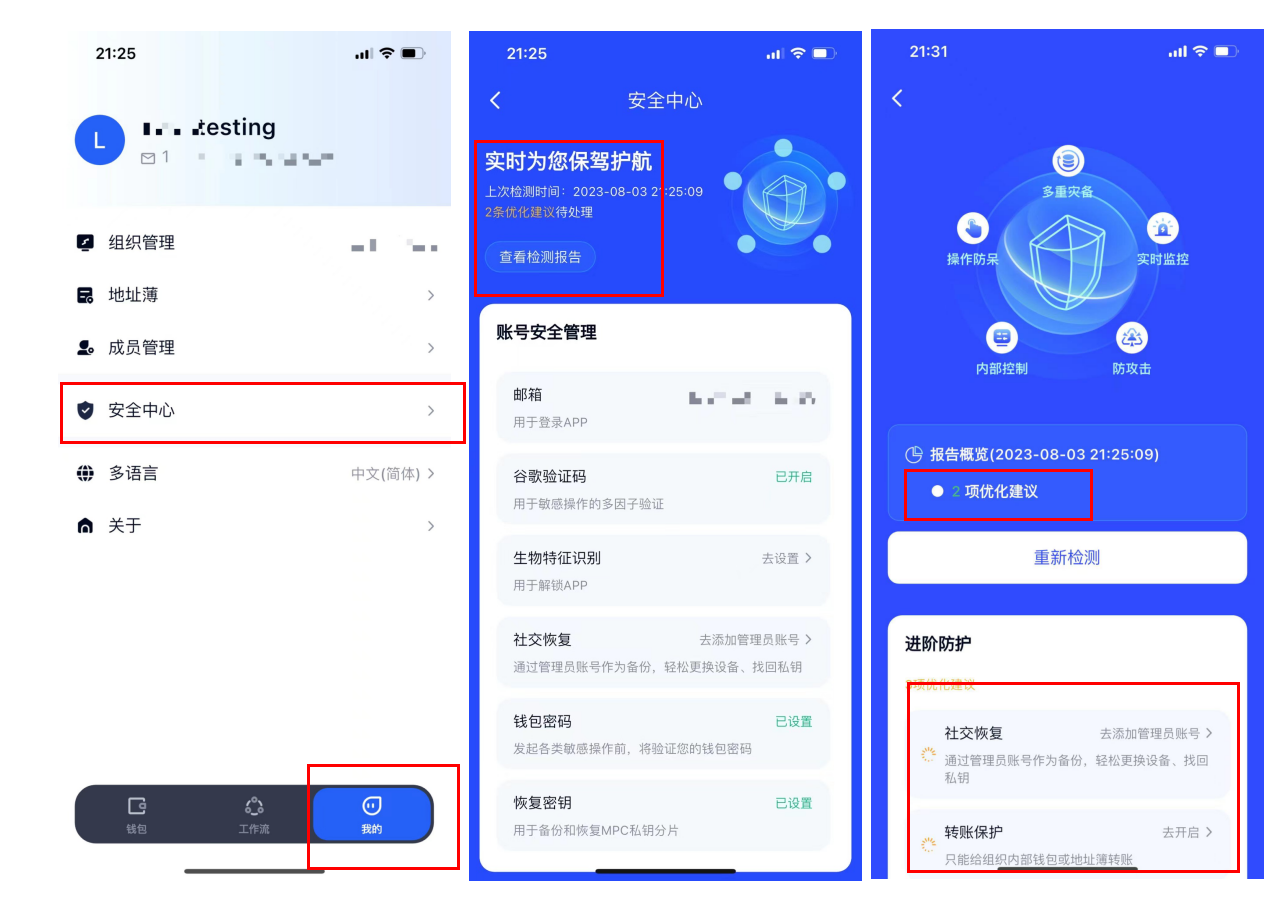 21:25
L
testing
1
组织管理
地址薄
成员管理
安全中心
多语言
中文(简体)
关于
钱包
工作流
我的
21:25
安全中心
实时为您保驾护航
上次检测时间：2023-08-03 21:25:09
2条优化建议待处理
查看检测报告
账号安全管理
邮箱
用于登录APP
谷歌验证码
已开启
用于敏感操作的多因子验证
生物特征识别
去设置
用于解锁APP
社交恢复
去添加管理员账号
通过管理员账号作为备份，轻松更换设备、找回私钥
钱包密码
已设置
发起各类敏感操作前，将验证您的钱包密码
恢复密钥
已设置
用于备份和恢复MPC私钥分片
21:31
多重灾备
操作防呆
实时监控
内部控制
防攻击
报告概览(2023-08-03 21:25:09)
2 项优化建议
重新检测
进阶防护
项优化建议
社交恢复
去添加管理员账号
通过管理员账号作为备份，轻松更换设备、找回
私钥
转账保护
去开启
只能给组织内部钱包或地址薄转账